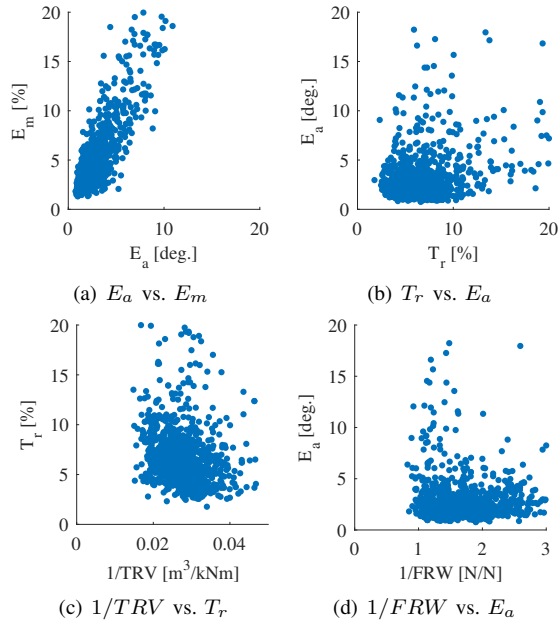 20
15
10
5
0
E_m [%]
0 10 20
E_a [deg.]
(a) E_a vs. E_m
20
15
10
5
0
E_a [deg.]
0 5 10 15 20
T_r [%]
(b) T_r vs. E_a
20
15
10
5
0
T_r [%]
0 0.02 0.04
1/TRV [m^3/kNm]
(c) 1/TRV vs. T_r
20
15
10
5
0
E_a [deg.]
0 1 2 3
1/FRW [N/N]
(d) 1/FRW vs. E_a